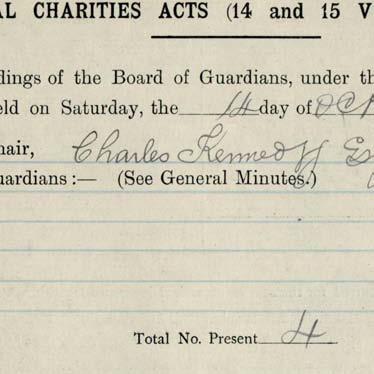 AL CHARITIES ACTS (14 and 15 V
dings of the Board of Guardians, under th
eld on Saturday, the 14 day of Oct
hair, Charles Kennedy Es
uardians:— (See General Minutes.)
Total No. Present 4